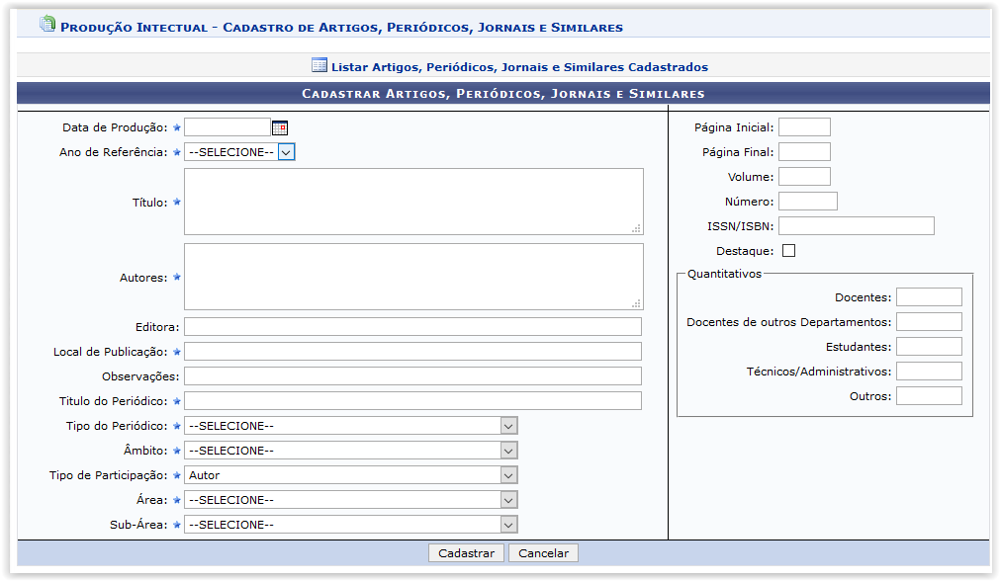 Produção Intectual - Cadastro de Artigos, Periódicos, Jornais e Similares
Listar Artigos, Periódicos, Jornais e Similares Cadastrados
Cadastrar Artigos, Periódicos, Jornais e Similares
Data de Produção:
Ano de Referência: --SELECIONE--
Título:
Autores:
Editora:
Local de Publicação:
Observações:
Titulo do Periódico:
Tipo do Periódico: --SELECIONE--
Âmbito: --SELECIONE--
Tipo de Participação: Autor
Área: --SELECIONE--
Sub-Área: --SELECIONE--
Página Inicial:
Página Final:
Volume:
Número:
ISSN/ISBN:
Destaque:
Quantitativos
Docentes:
Docentes de outros Departamentos:
Estudantes:
Técnicos/Administrativos:
Outros:
Cadastrar Cancelar